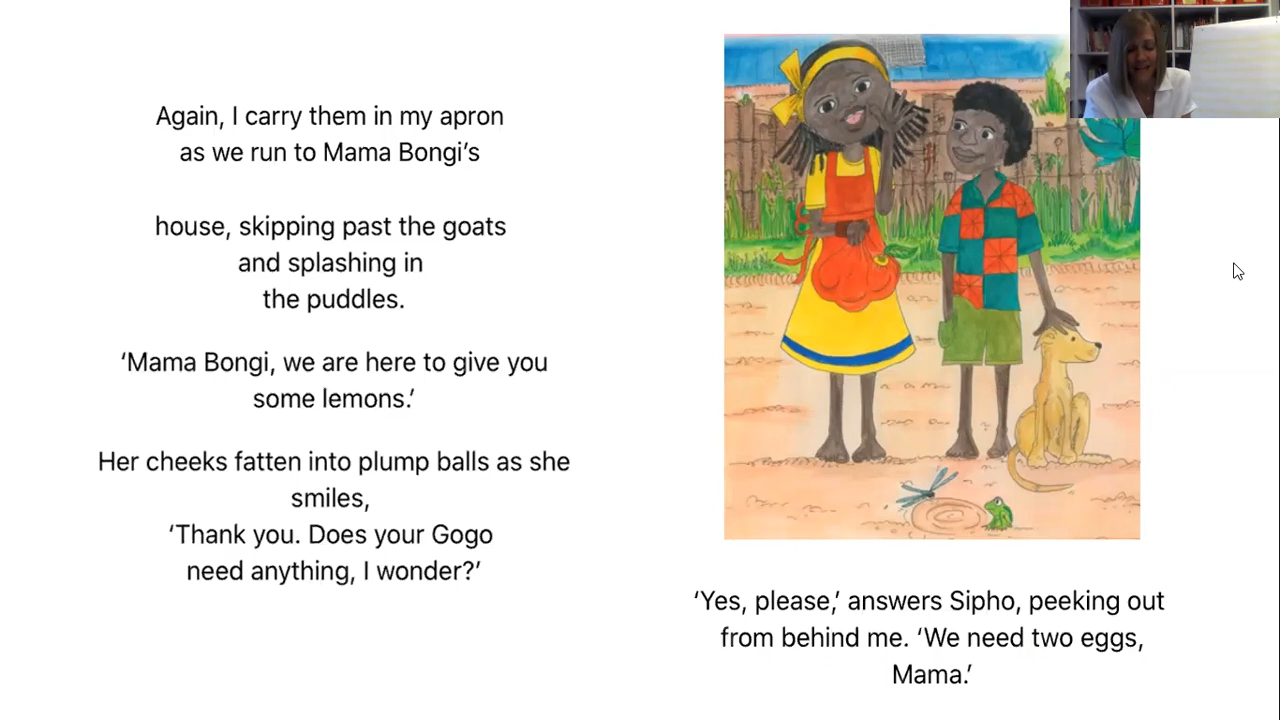 Again, I carry them in my apron
as we run to Mama Bongi’s
house, skipping past the goats
and splashing in
the puddles.
‘Mama Bongi, we are here to give you
some lemons.’
Her cheeks fatten into plump balls as she
smiles,
‘Thank you. Does your Gogo
need anything, I wonder?’
‘Yes, please,’ answers Sipho, peeking out
from behind me. ‘We need two eggs,
Mama.’